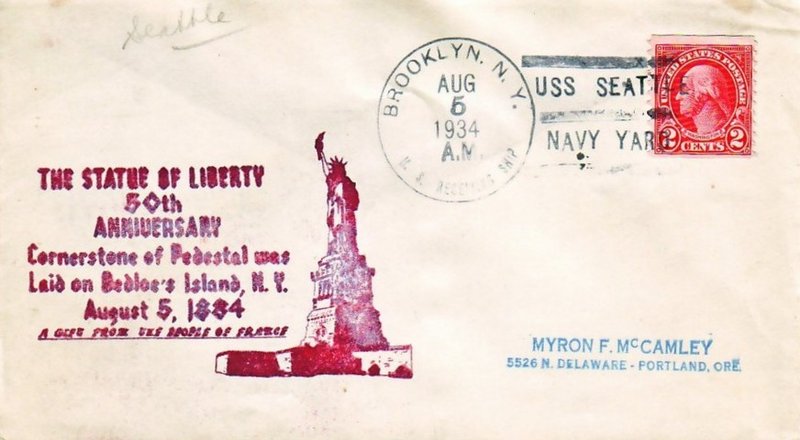 Seattle
BROOKLYN, N.Y.
AUG
5
1934
A.M.
U. S. RECEIVING SHIP
USS SEATTLE
NAVY YARD
UNITED STATES POSTAGE
2 CENTS 2
THE STATUE OF LIBERTY
50th
ANNIVERSARY
Cornerstone of Pedestal was
Laid on Bedloe's Island, N.Y.
August 5, 1884
A GIFT FROM THE PEOPLE OF FRANCE
MYRON F. McCAMLEY
5526 N. DELAWARE - PORTLAND, ORE.